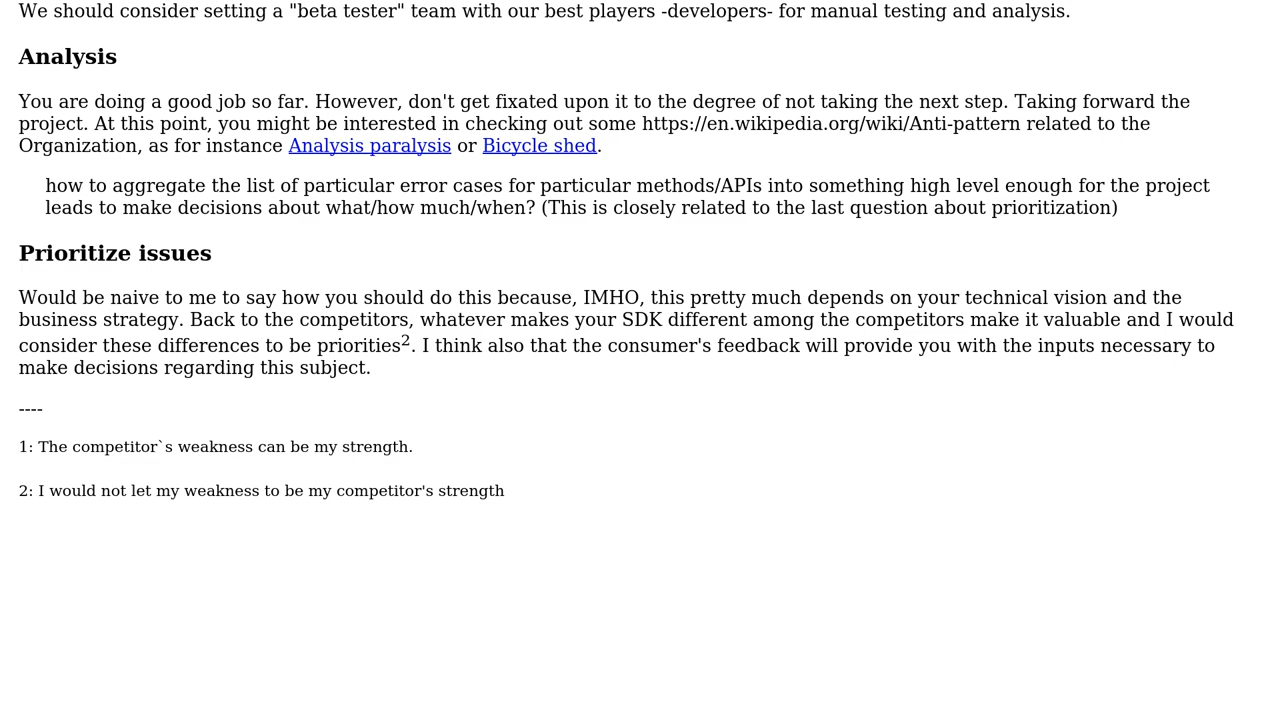 We should consider setting a "beta tester" team with our best players -developers- for manual testing and analysis.
Analysis
You are doing a good job so far. However, don't get fixated upon it to the degree of not taking the next step. Taking forward the
project. At this point, you might be interested in checking out some https://en.wikipedia.org/wiki/Anti-pattern related to the
Organization, as for instance Analysis paralysis or Bicycle shed.
how to aggregate the list of particular error cases for particular methods/APIs into something high level enough for the project
leads to make decisions about what/how much/when? (This is closely related to the last question about prioritization)
Prioritize issues
Would be naive to me to say how you should do this because, IMHO, this pretty much depends on your technical vision and the
business strategy. Back to the competitors, whatever makes your SDK different among the competitors make it valuable and I would
consider these differences to be priorities2. I think also that the consumer's feedback will provide you with the inputs necessary to
make decisions regarding this subject.
----
1: The competitor`s weakness can be my strength.
2: I would not let my weakness to be my competitor's strength